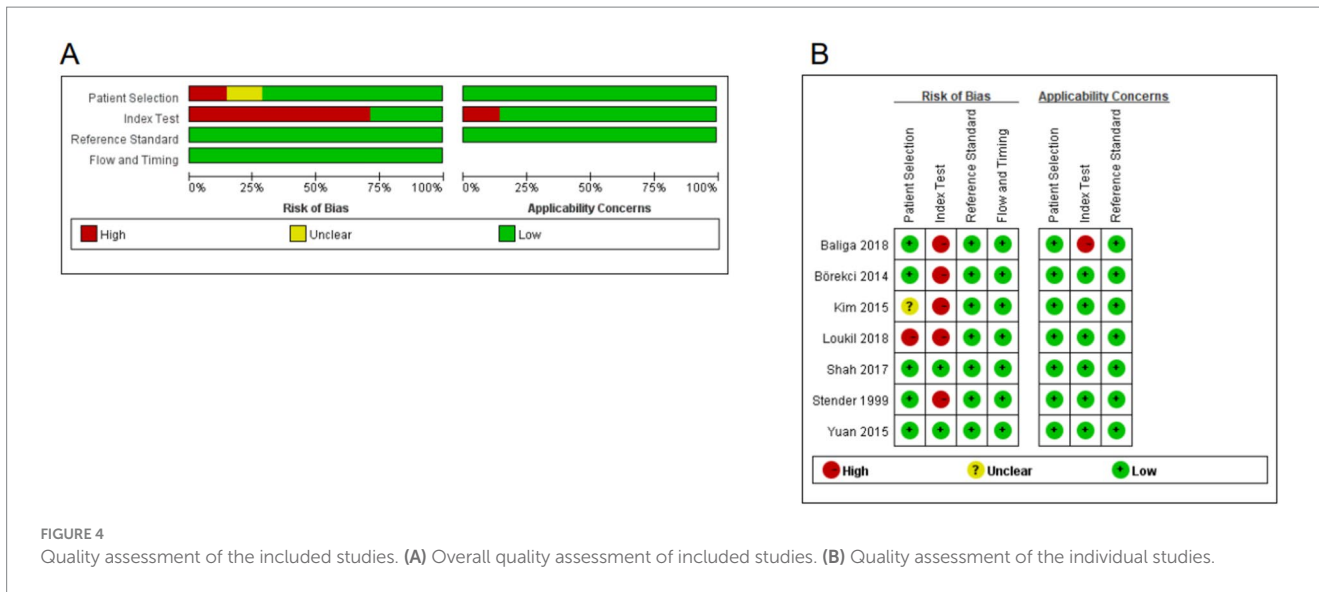 A
Patient Selection
Index Test
Reference Standard
Flow and Timing
0% 25% 50% 75% 100% 0% 25% 50% 75% 100%
Risk of Bias Applicability Concerns
High Unclear Low
B
Risk of Bias Applicability Concerns
Patient Selection
Index Test
Reference Standard
Flow and Timing
Patient Selection
Index Test
Reference Standard
Baliga 2018 + - + + + - +
Börekci 2014 + - + + + + +
Kim 2015 ? - + + + + +
Loukil 2018 - - + + + + +
Shah 2017 + + + + + + +
Stender 1999 + - + + + + +
Yuan 2015 + + + + + + +
- High ? Unclear + Low
FIGURE 4
Quality assessment of the included studies. (A) Overall quality assessment of included studies. (B) Quality assessment of the individual studies.